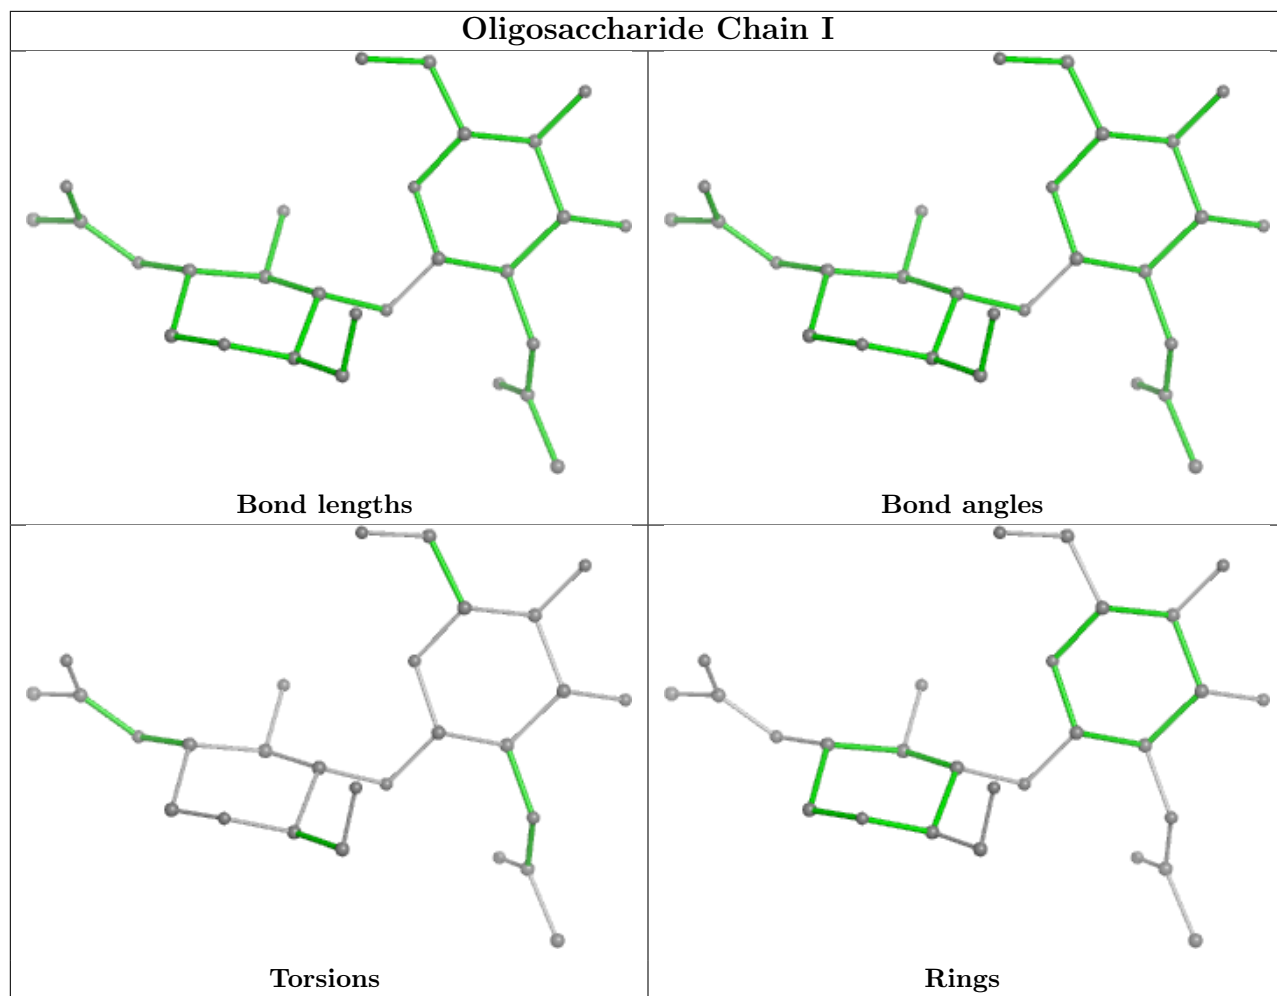 Oligosaccharide Chain I
Bond lengths
Bond angles
Torsions
Rings